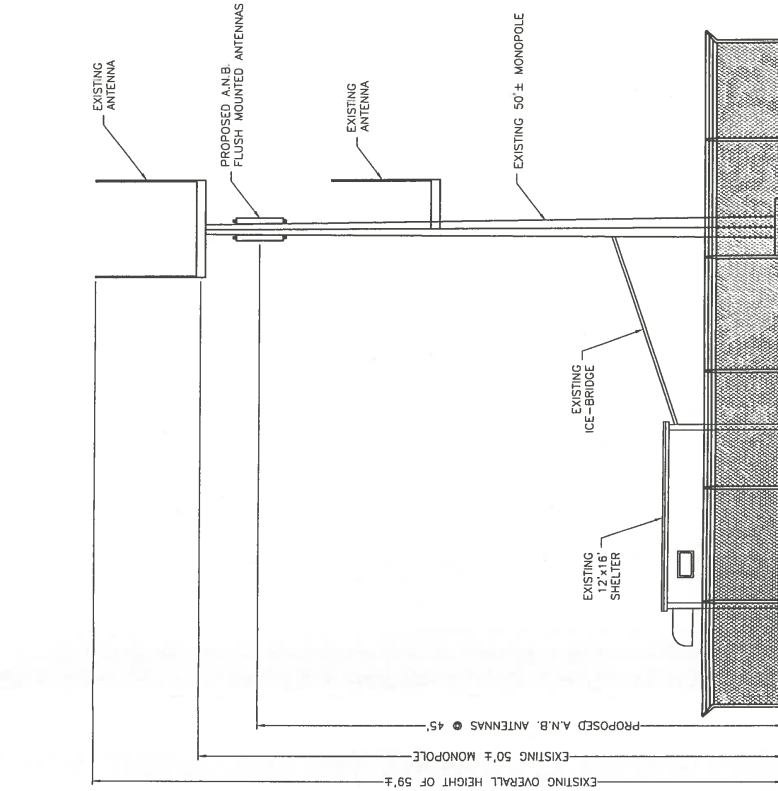 EXISTING
ANTENNA
PROPOSED A.N.B.
FLUSH MOUNTED ANTENNAS
EXISTING
ANTENNA
EXISTING 50'± MONOPOLE
EXISTING
ICE-BRIDGE
EXISTING
12'x16'
SHELTER
PROPOSED A.N.B. ANTENNAS @ 45'
EXISTING 50'± MONOPOLE
EXISTING OVERALL HEIGHT OF 59'±